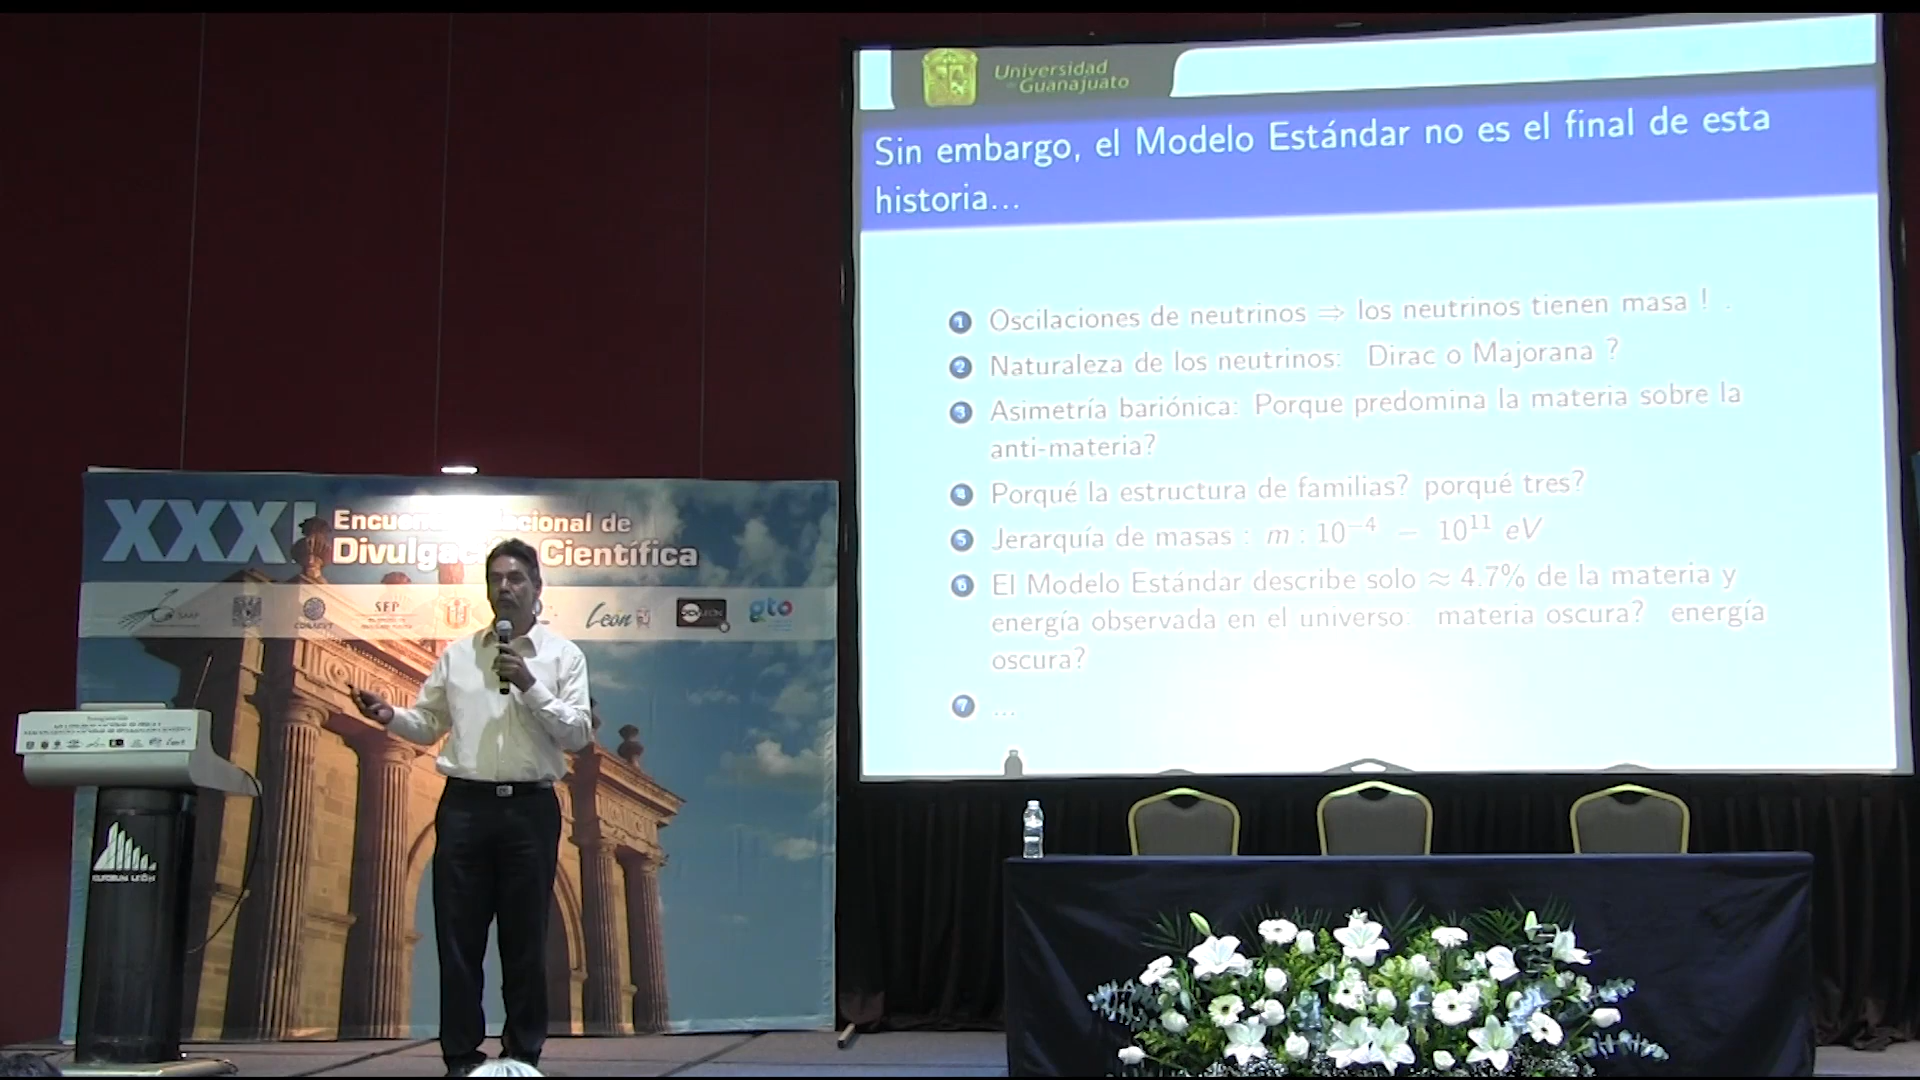 Universidad
de Guanajuato
Sin embargo, el Modelo Estándar no es el final de esta
historia...
1 Oscilaciones de neutrinos ⇒ los neutrinos tienen masa ! .
2 Naturaleza de los neutrinos: Dirac o Majorana ?
3 Asimetría bariónica: Porque predomina la materia sobre la
anti-materia?
4 Porqué la estructura de familias? porqué tres?
5 Jerarquía de masas : m : 10⁻⁴ − 10¹¹ eV
6 El Modelo Estándar describe solo ≈ 4.7% de la materia y
energía observada en el universo: materia oscura? energía
oscura?
7 ...
XXXI
de
Divulgación Científica
SEP
León
gto